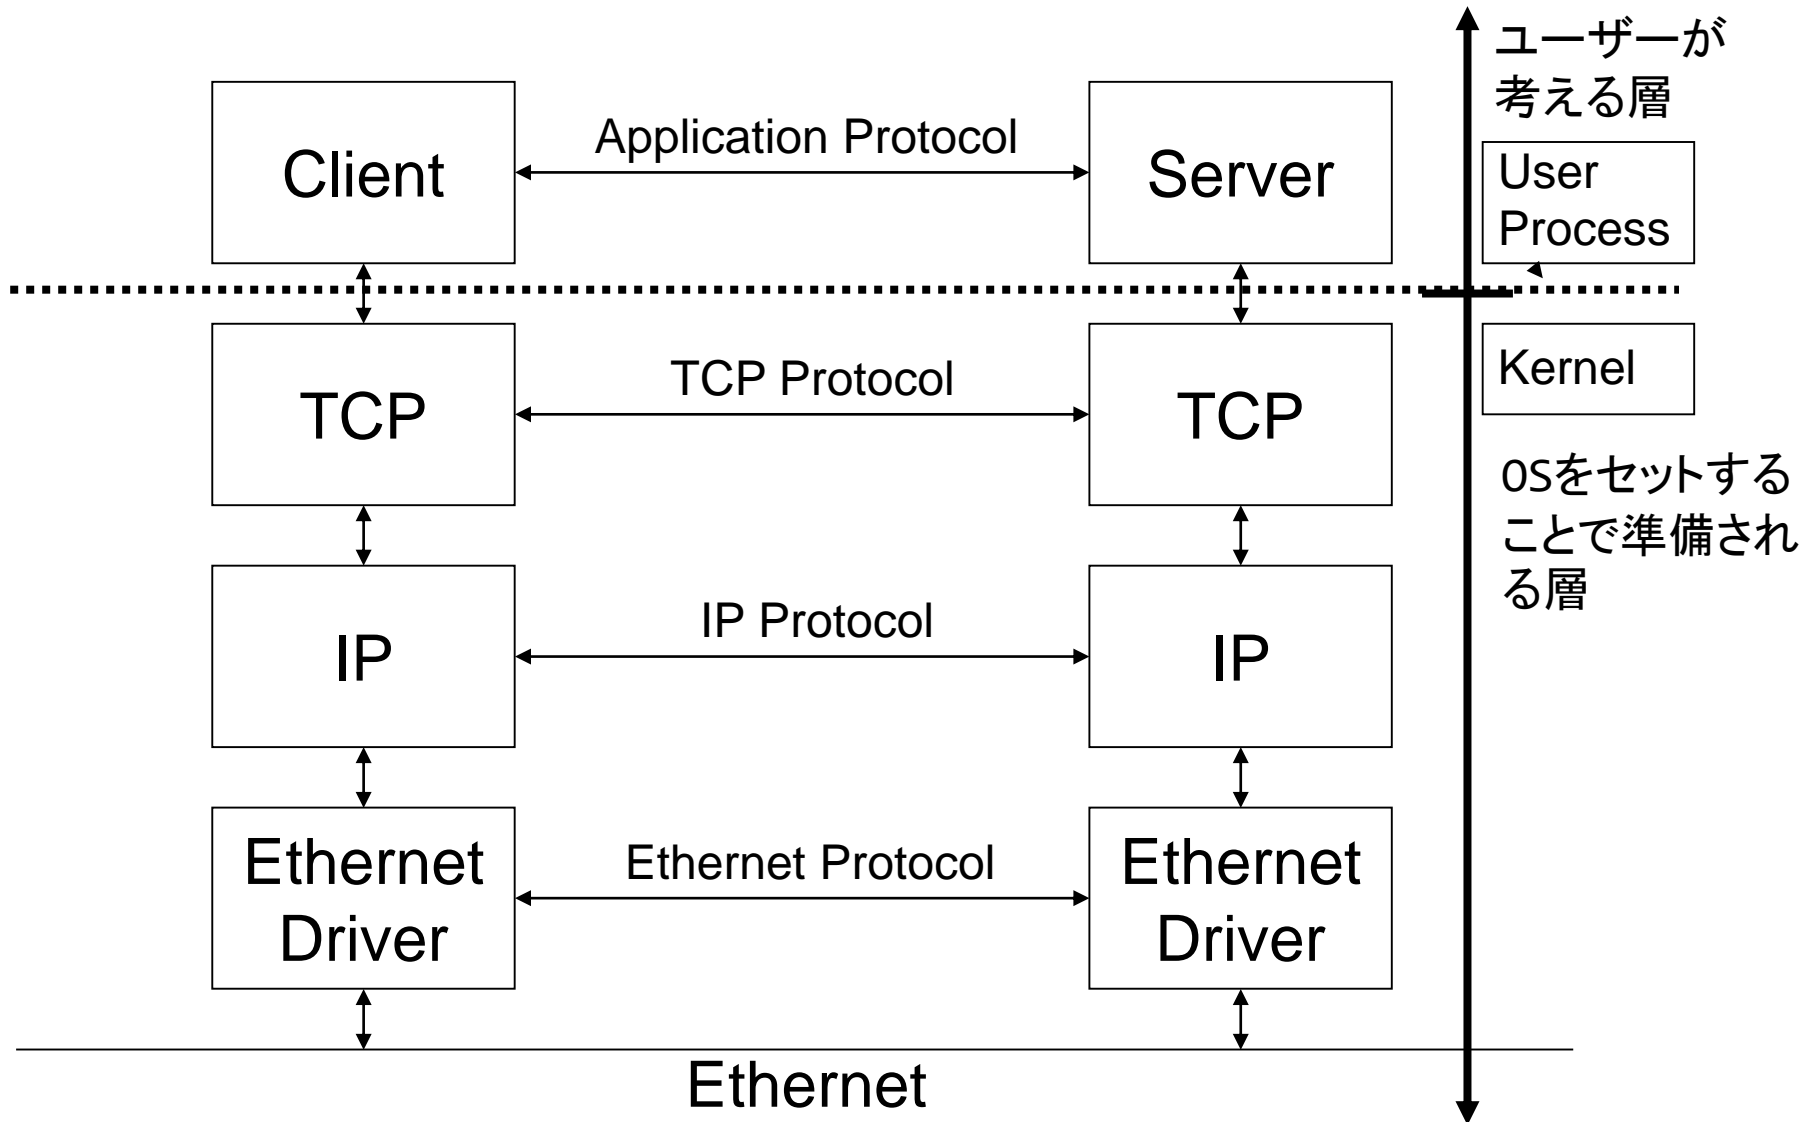 ユーザーが
考える層
Client
Application Protocol
Server
User
Process
TCP
TCP Protocol
TCP
Kernel
OSをセットする
ことで準備され
る層
IP
IP Protocol
IP
Ethernet
Driver
Ethernet Protocol
Ethernet
Driver
Ethernet